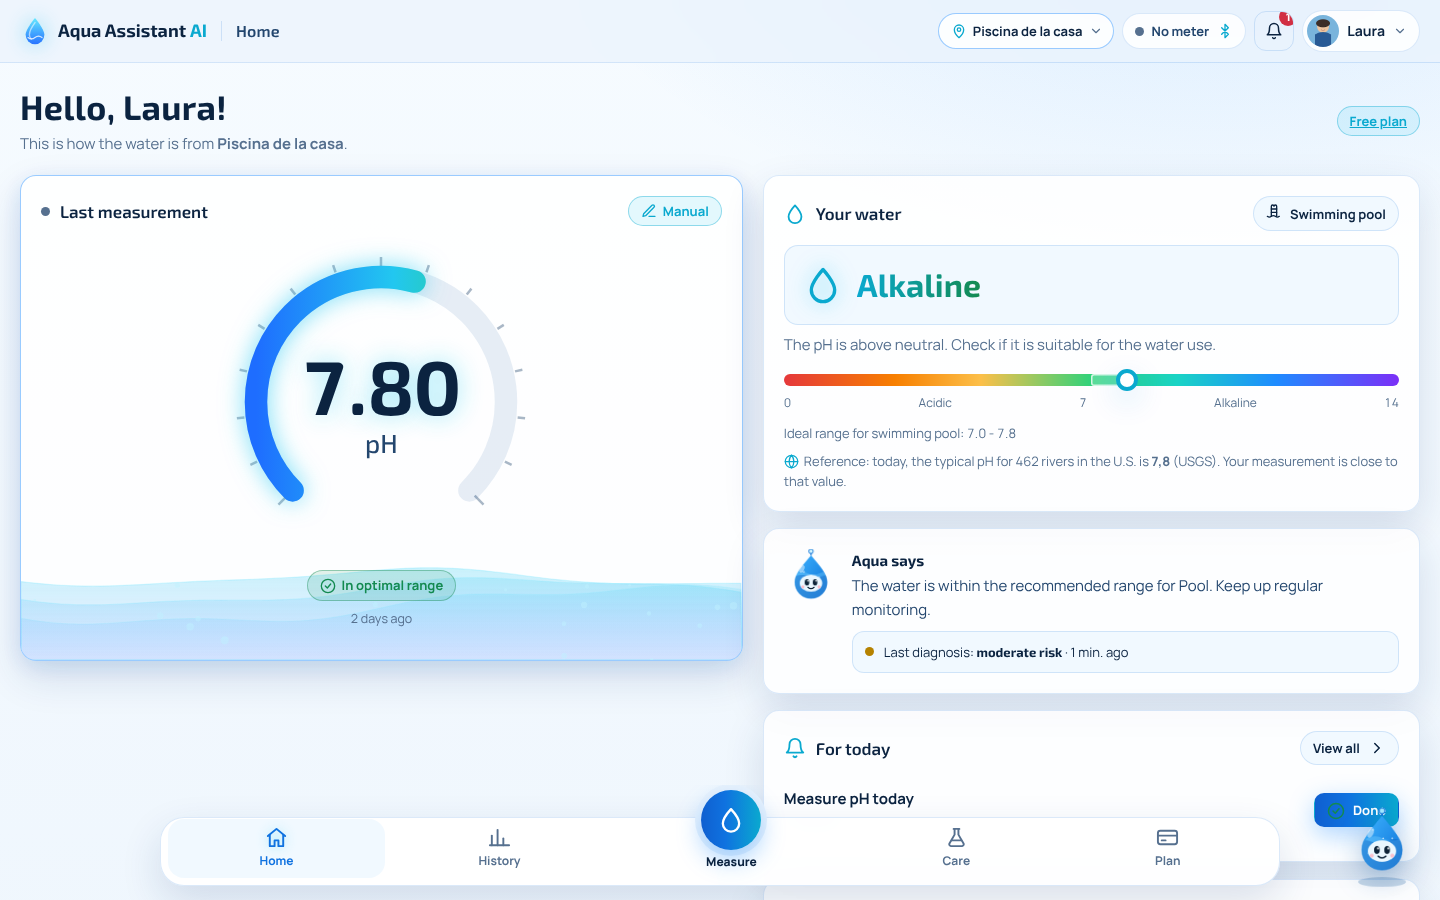 Aqua Assistant AI
Home
Piscina de la casa
No meter
1
Laura
Hello, Laura!
This is how the water is from Piscina de la casa.
Free plan
Last measurement
Manual
7.80
pH
In optimal range
2 days ago
Your water
Swimming pool
Alkaline
The pH is above neutral. Check if it is suitable for the water use.
0 Acidic 7 Alkaline 14
Ideal range for swimming pool: 7.0 - 7.8
Reference: today, the typical pH for 462 rivers in the U.S. is 7,8 (USGS). Your measurement is close to
that value.
Aqua says
The water is within the recommended range for Pool. Keep up regular
monitoring.
Last diagnosis: moderate risk · 1 min. ago
For today
View all
Measure pH today
Done
Home
History
Measure
Care
Plan